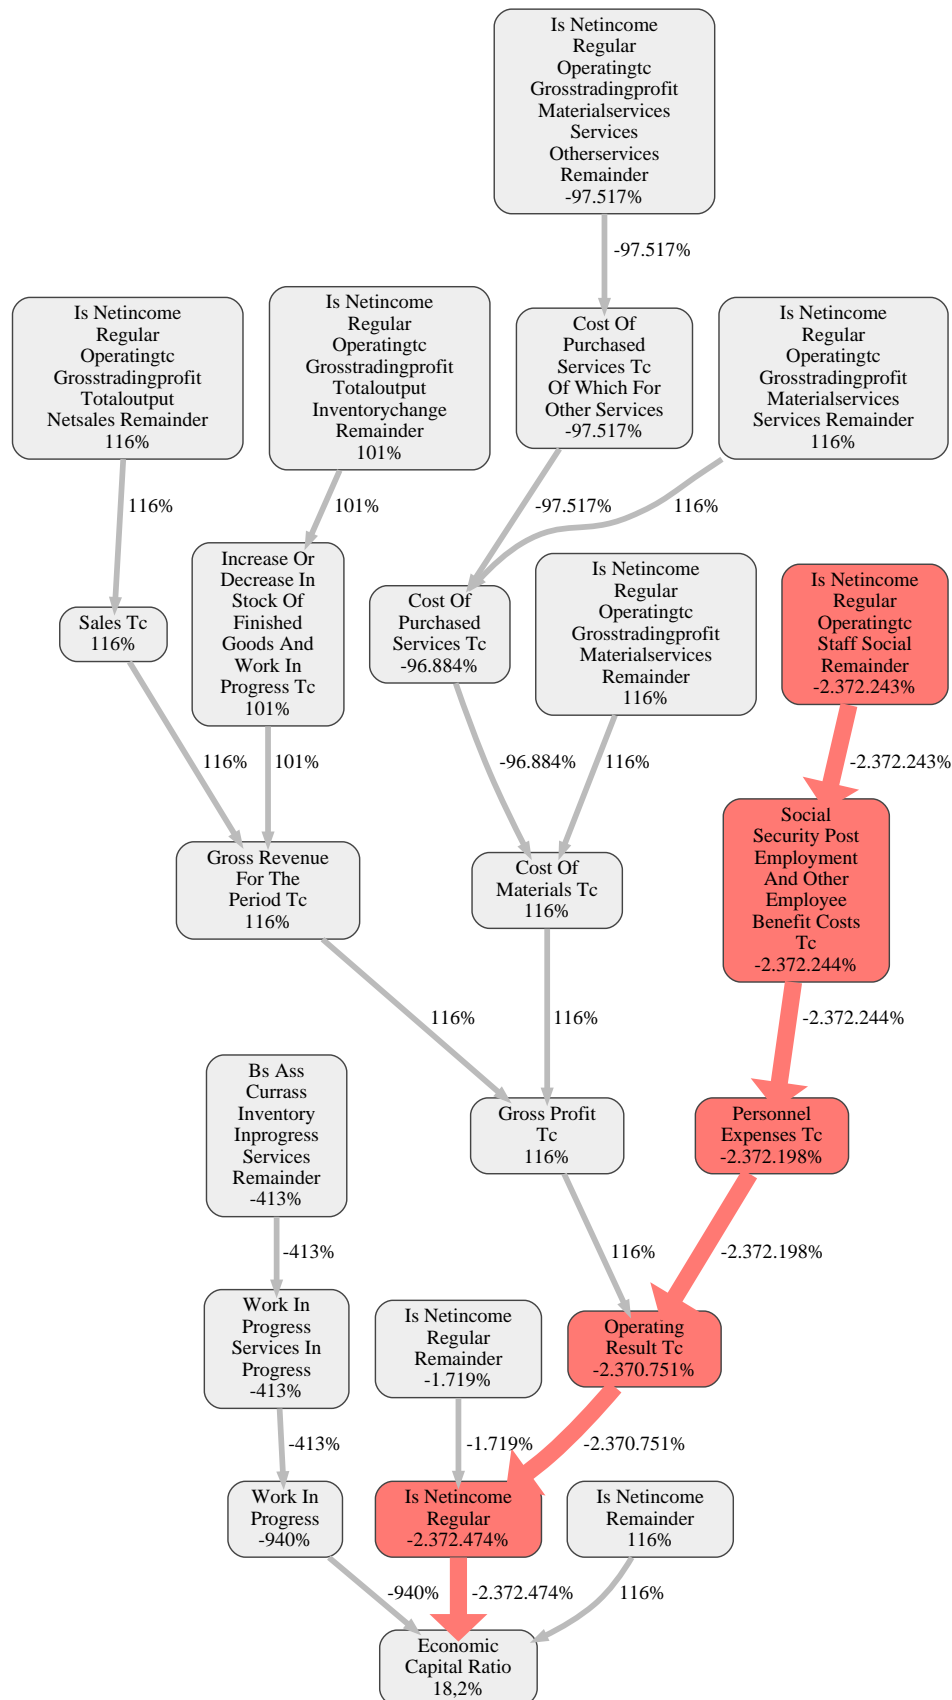 Is Netincome
Regular
Operatingtc
Grosstradingprofit
Materialservices
Services
Otherservices
Remainder
-97.517%
-97.517%
Is Netincome
Regular
Operatingtc
Grosstradingprofit
Totaloutput
Netsales Remainder
116%
Is Netincome
Regular
Operatingtc
Grosstradingprofit
Totaloutput
Inventorychange
Remainder
101%
Cost Of
Purchased
Services Tc
Of Which For
Other Services
-97.517%
Is Netincome
Regular
Operatingtc
Grosstradingprofit
Materialservices
Services Remainder
116%
116%
101%
-97.517%
116%
Sales Tc
116%
Increase Or
Decrease In
Stock Of
Finished
Goods And
Work In
Progress Tc
101%
Cost Of
Purchased
Services Tc
-96.884%
Is Netincome
Regular
Operatingtc
Grosstradingprofit
Materialservices
Remainder
116%
Is Netincome
Regular
Operatingtc
Staff Social
Remainder
-2.372.243%
116%
101%
-96.884%
116%
-2.372.243%
Gross Revenue
For The
Period Tc
116%
Cost Of
Materials Tc
116%
Social
Security Post
Employment
And Other
Employee
Benefit Costs
Tc
-2.372.244%
116%
116%
-2.372.244%
Bs Ass
Currass
Inventory
Inprogress
Services
Remainder
-413%
Gross Profit
Tc
116%
Personnel
Expenses Tc
-2.372.198%
-413%
116%
-2.372.198%
Work In
Progress
Services In
Progress
-413%
Is Netincome
Regular
Remainder
-1.719%
Operating
Result Tc
-2.370.751%
-413%
-1.719%
-2.370.751%
Work In
Progress
-940%
Is Netincome
Regular
-2.372.474%
Is Netincome
Remainder
116%
-940%
-2.372.474%
116%
Economic
Capital Ratio
18,2%